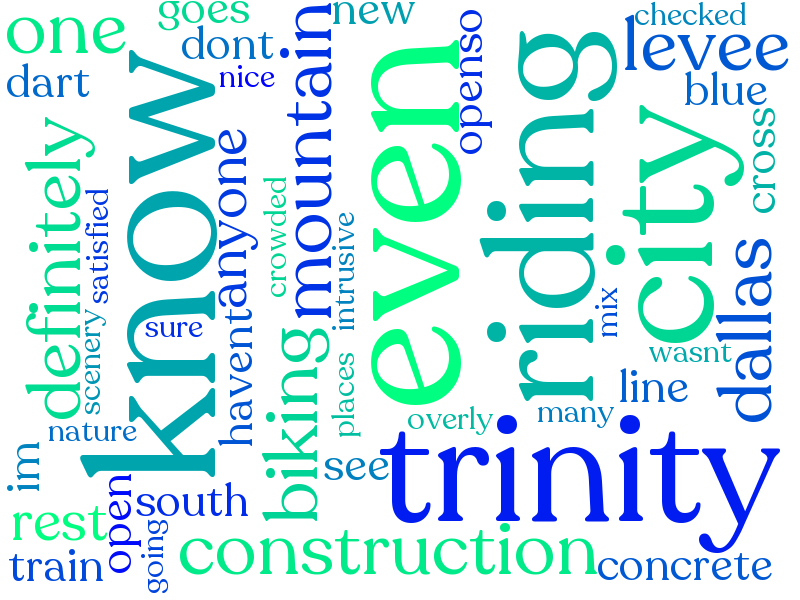 goes
new
checked
one
dont
levee
dart
nice
mountain
openso
blue
know
even
riding
city
cross
definitely
satisfied
anyone
crowded
intrusive
scenery
sure
havent
mix
dallas
wasnt
biking
places
line
overly
many
nature
im
see
trinity
open
south
rest
going
construction
train
concrete